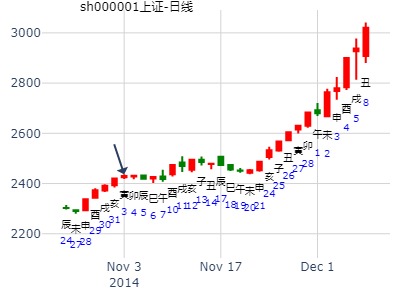 sh000001上证-日线
3000
2800
2600
2400
2200
辰 未 申 酉 戌 亥 寅 卯 辰 巳 午 酉 戌 亥 子 丑 辰 巳 午 未 申 亥 子 丑 寅 卯 午 未 申 酉 戌 丑
24 27 28 29 30 31 3 4 5 6 7 10 11 12 13 14 17 18 19 20 21 24 25 26 27 28 1 2 3 4 5 8
Nov 3 Nov 17 Dec 1
2014